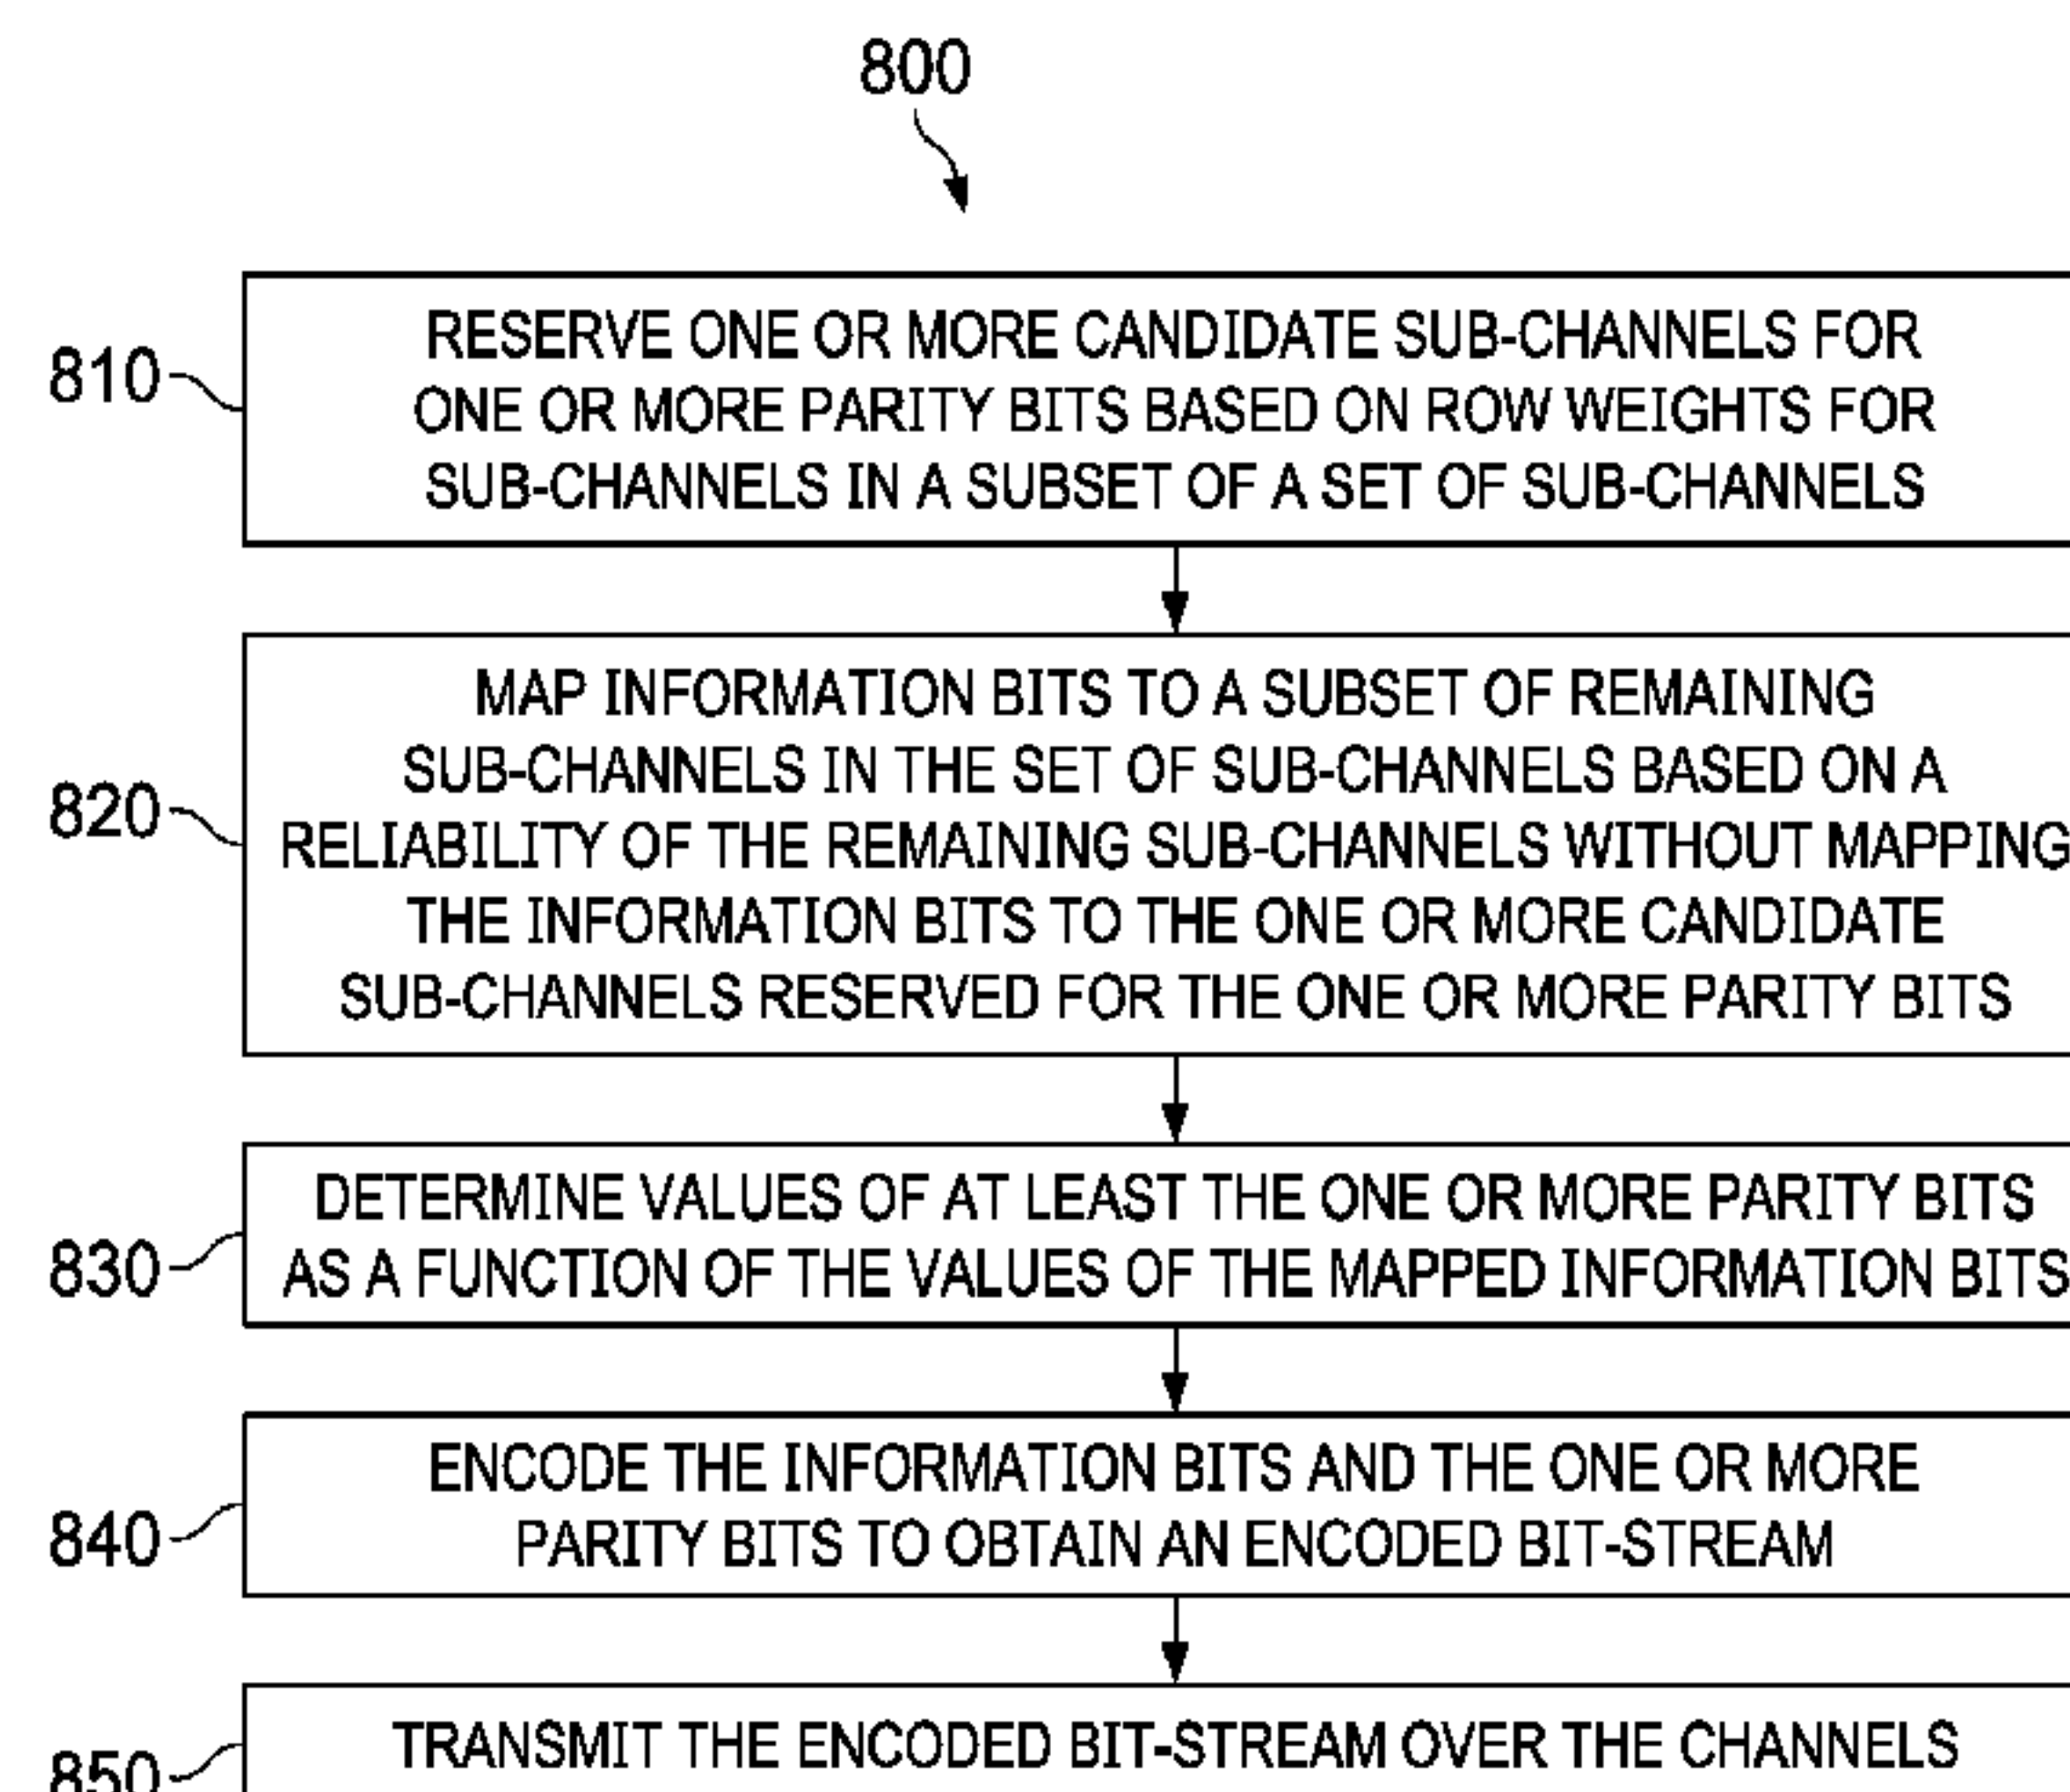 800
810
RESERVE ONE OR MORE CANDIDATE SUB-CHANNELS FOR
ONE OR MORE PARITY BITS BASED ON ROW WEIGHTS FOR
SUB-CHANNELS IN A SUBSET OF A SET OF SUB-CHANNELS
820
MAP INFORMATION BITS TO A SUBSET OF REMAINING
SUB-CHANNELS IN THE SET OF SUB-CHANNELS BASED ON A
RELIABILITY OF THE REMAINING SUB-CHANNELS WITHOUT MAPPING
THE INFORMATION BITS TO THE ONE OR MORE CANDIDATE
SUB-CHANNELS RESERVED FOR THE ONE OR MORE PARITY BITS
830
DETERMINE VALUES OF AT LEAST THE ONE OR MORE PARITY BITS
AS A FUNCTION OF THE VALUES OF THE MAPPED INFORMATION BITS
840
ENCODE THE INFORMATION BITS AND THE ONE OR MORE
PARITY BITS TO OBTAIN AN ENCODED BIT-STREAM
850
TRANSMIT THE ENCODED BIT-STREAM OVER THE CHANNELS